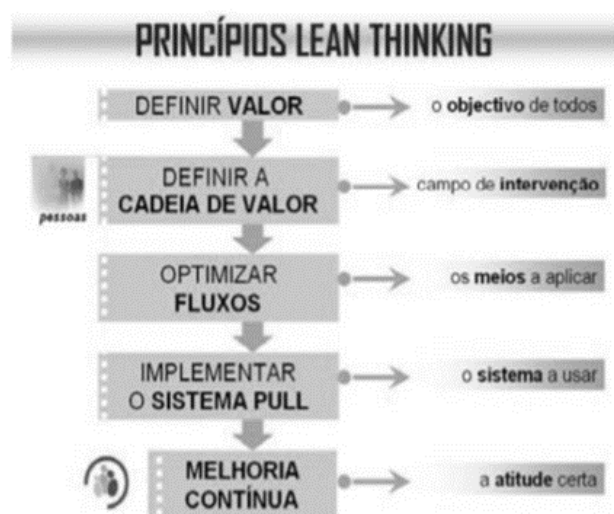 PRINCÍPIOS LEAN THINKING
DEFINIR VALOR
o objectivo de todos
DEFINIR A
CADEIA DE VALOR
campo de intervenção
pessoas
OPTIMIZAR
FLUXOS
os meios a aplicar
IMPLEMENTAR
O SISTEMA PULL
o sistema a usar
MELHORIA
CONTÍNUA
a atitude certa